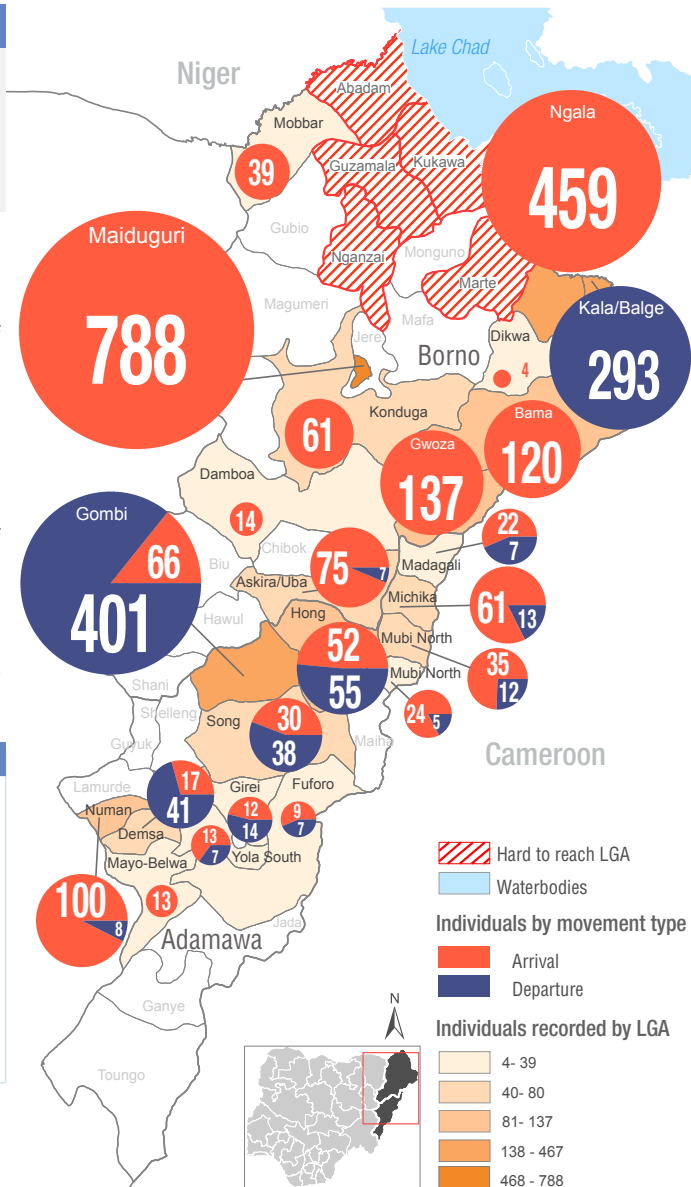 Lake Chad
Niger
Abadam
Ngala
Mobbar
459
Kukawa
Guzamala
39
Gubio
Maiduguri
Monguno
Nganzai
Marte
Kala/Balge
Magumeri
Mafa
788
Jere
Dikwa
Borno
4
293
Konduga
Bama
61
Gwoza
120
Damboa
137
Gombi
14
22
Chibok
7
66
75
7
Madagali
Biu
Askira/Uba
Michika
401
Hong
61
13
Hawul
52
Mubi North
35
55
Mubi North
12
Shani
24
5
Shelleng
Song
30
Maiha
Guyuk
38
Cameroon
Lamurde
17
Girei
Fuforo
Numan
41
12
9
14
7
Demsa
13
7
Yola South
Mayo-Belwa
100
13
8
Jada
Adamawa
Ganye
Toungo
Hard to reach LGA
Waterbodies
Individuals by movement type
Arrival
Departure
N
Individuals recorded by LGA
4- 39
40- 80
81- 137
138 - 467
468 - 788